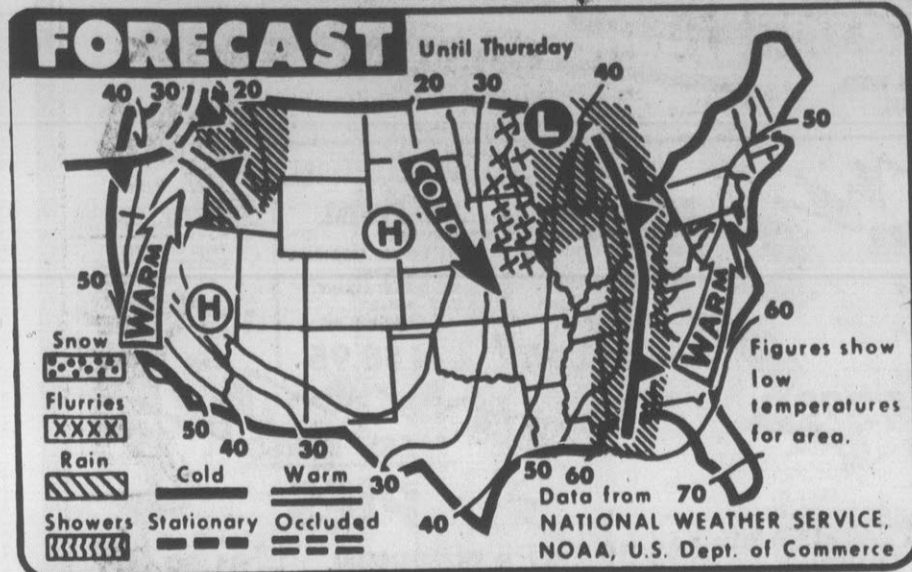 FORECAST
Until Thursday
40 30 20 20 30 40
L
50
COLD
H
50
WARM
H
WARM
60
Snow
Figures show
low
temperatures
for area.
Flurries
XXXX
50 40 30
Rain
Cold Warm
30
50 60
70
Data from
Showers Stationary Occluded
40
NATIONAL WEATHER SERVICE,
NOAA, U.S. Dept. of Commerce